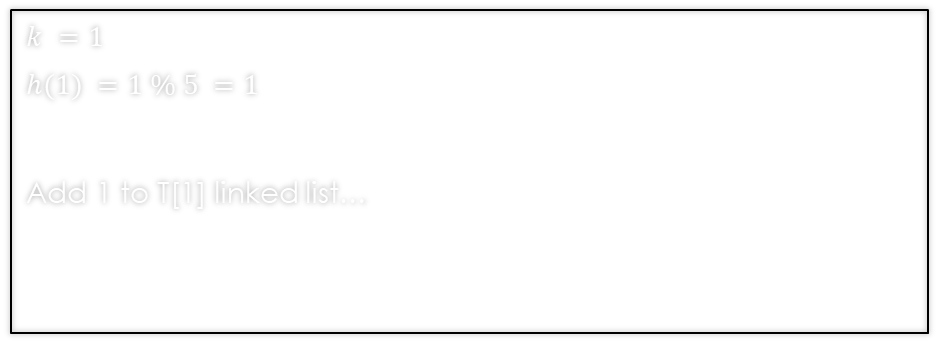 k = 1
h(1) = 1 % 5 = 1
Add 1 to T[1] linked list...